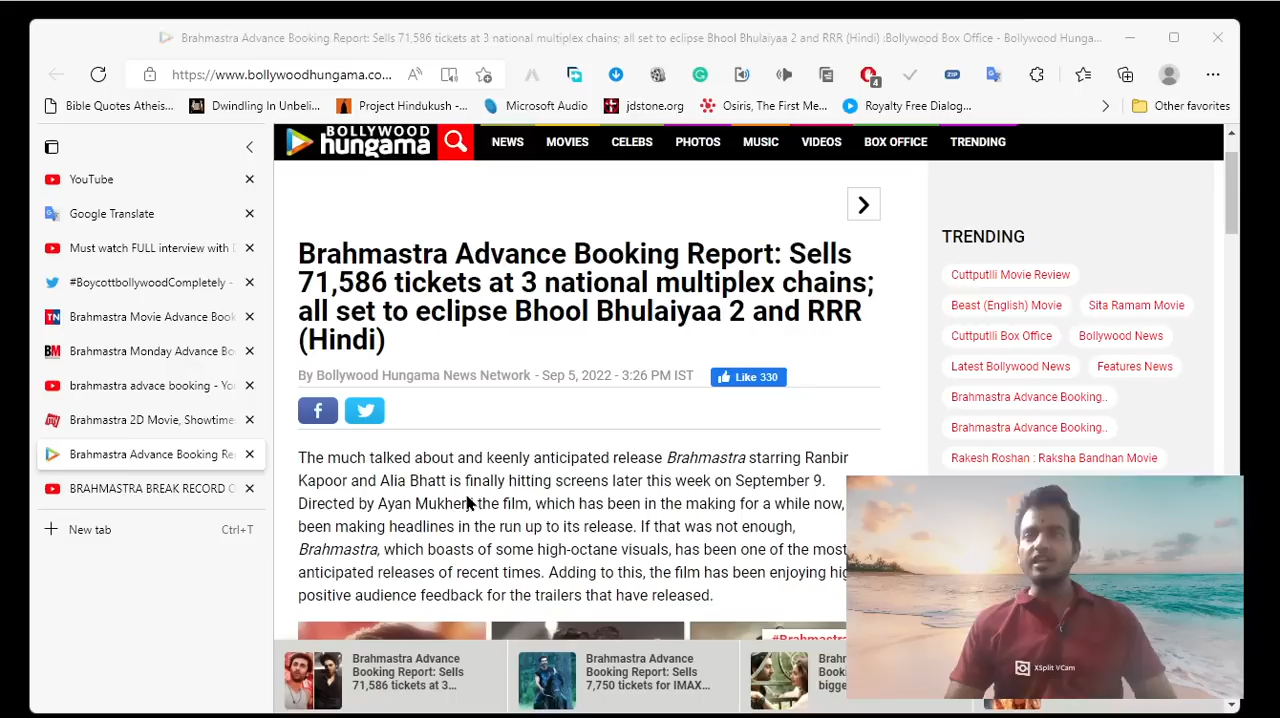 Brahmastra Advance Booking Report: Sells 71,586 tickets at 3 national multiplex chains; all set to eclipse Bhool Bhulaiyaa 2 and RRR (Hindi) :Bollywood Box Office - Bollywood Hunga...
https://www.bollywoodhungama.co...
4
ZIP
Bible Quotes Atheis...
Dwindling In Unbeli...
Project Hindukush -...
Microsoft Audio
jdstone.org
Osiris, The First Me...
Royalty Free Dialog...
Other favorites
YouTube
Google Translate
Must watch FULL interview with
#BoycottbollywoodCompletely -
TN Brahmastra Movie Advance Book
BM Brahmastra Monday Advance Bo
brahmastra advace booking - Yo
my Brahmastra 2D Movie, Showtime
Brahmastra Advance Booking Re
BRAHMASTRA BREAK RECORD O
New tab Ctrl+T
BOLLYWOOD
hungama
NEWS MOVIES CELEBS PHOTOS MUSIC VIDEOS BOX OFFICE TRENDING
Brahmastra Advance Booking Report: Sells
71,586 tickets at 3 national multiplex chains;
all set to eclipse Bhool Bhulaiyaa 2 and RRR
(Hindi)
By Bollywood Hungama News Network - Sep 5, 2022 - 3:26 PM IST
Like 330
The much talked about and keenly anticipated release Brahmastra starring Ranbir
Kapoor and Alia Bhatt is finally hitting screens later this week on September 9.
Directed by Ayan Mukherj the film, which has been in the making for a while now,
been making headlines in the run up to its release. If that was not enough,
Brahmastra, which boasts of some high-octane visuals, has been one of the most
anticipated releases of recent times. Adding to this, the film has been enjoying hig
positive audience feedback for the trailers that have released.
#Brahmastra
Brahmastra Advance
Booking Report: Sells
71,586 tickets at 3...
Brahmastra Advance
Booking Report: Sells
7,750 tickets for IMAX...
Brahm
Book
bigge
TRENDING
Cuttputlli Movie Review
Beast (English) Movie
Sita Ramam Movie
Cuttputlli Box Office
Bollywood News
Latest Bollywood News
Features News
Brahmastra Advance Booking..
Brahmastra Advance Booking..
Rakesh Roshan : Raksha Bandhan Movie
XSplit VCam